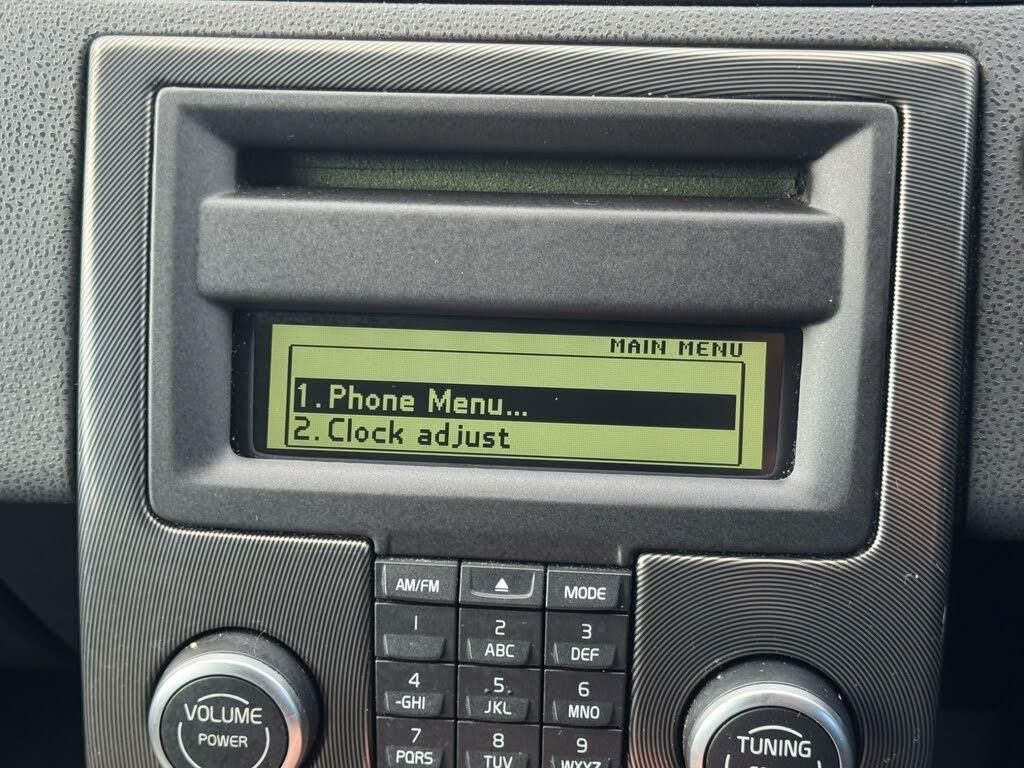 MAIN MENU
1. Phone Menu...
2. Clock adjust
AM/FM
MODE
1
2
3
ABC
DEF
4
5
6
-GHI
JKL
MNO
VOLUME
POWER
7
8
9
PQRS
TUV
WXYZ
TUNING